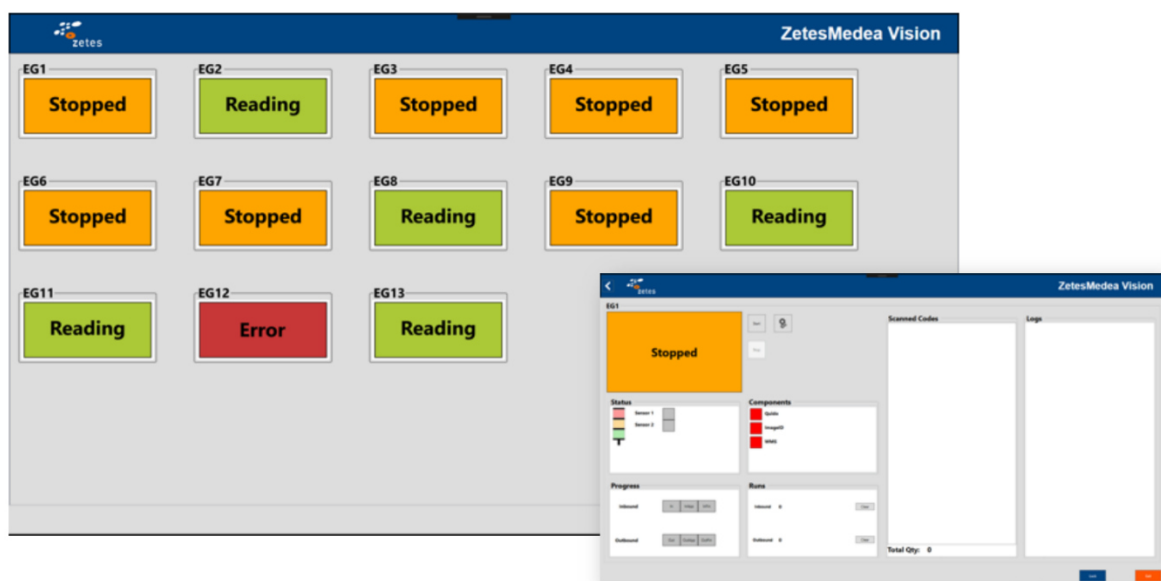 zetes
ZetesMedea Vision
EG1 EG2 EG3 EG4 EG5
Stopped Reading Stopped Stopped Stopped
EG6 EG7 EG8 EG9 EG10
Stopped Stopped Reading Stopped Reading
EG11 EG12 EG13
Reading Error Reading
zetes
ZetesMedea Vision
EG1
Stopped
Start
Scanned Codes
Logs
Status
Sensor 1
Sensor 2
Components
ImageID
WMS
Progress
Inbound
Outbound
Runs
Inbound 0
Clear
Outbound 0
Clear
Total Qty: 0